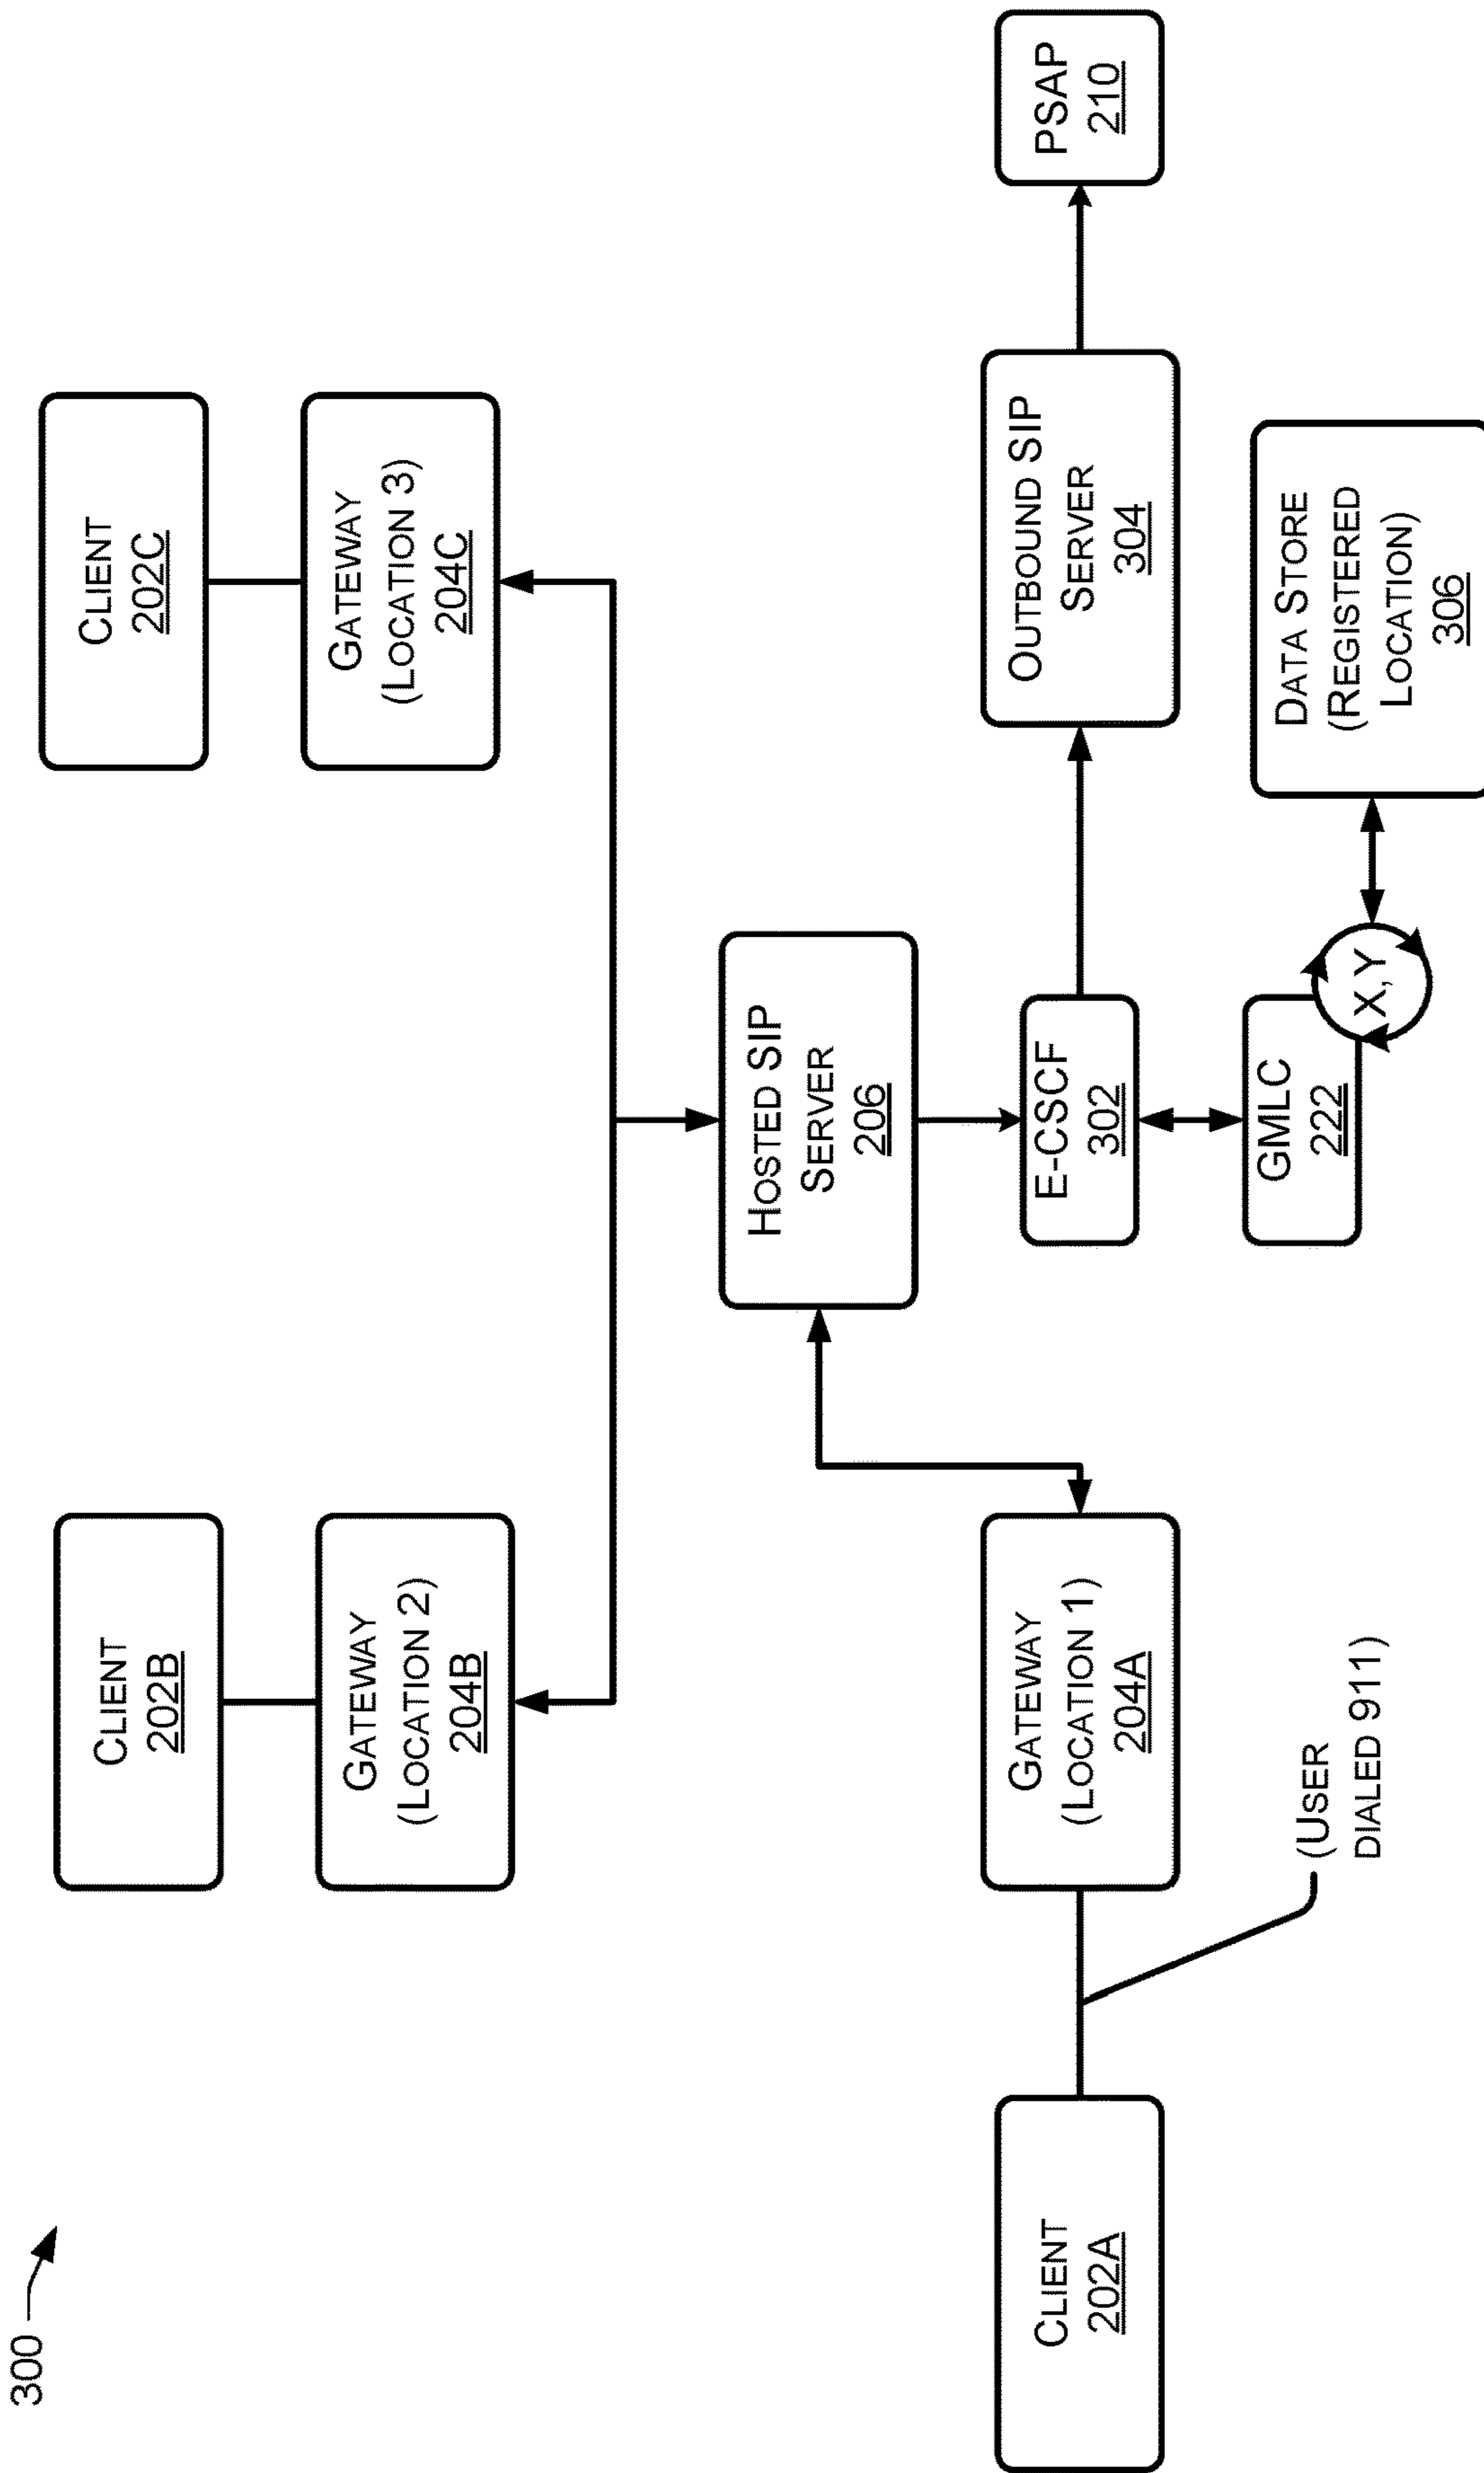 300
CLIENT
202B
CLIENT
202C
GATEWAY
(LOCATION 2)
204B
GATEWAY
(LOCATION 3)
204C
HOSTED SIP
SERVER
206
CLIENT
202A
GATEWAY
(LOCATION 1)
204A
E-CSCF
302
OUTBOUND SIP
SERVER
304
PSAP
210
(USER
DIALED 911)
GMLC
222
X,Y
DATA STORE
(REGISTERED
LOCATION)
306